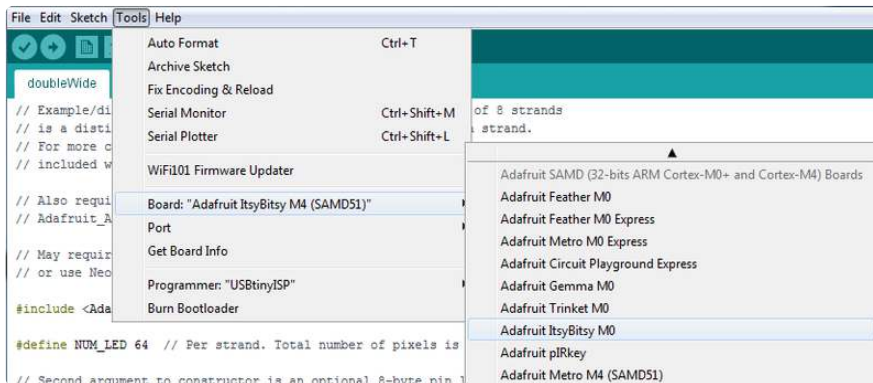 File Edit Sketch Tools Help
Auto Format Ctrl+T
Archive Sketch
Fix Encoding & Reload
Serial Monitor Ctrl+Shift+M
Serial Plotter Ctrl+Shift+L
WiFi101 Firmware Updater
Board: "Adafruit ItsyBitsy M4 (SAMD51)"
Port
Get Board Info
Programmer: "USBtinyISP"
Burn Bootloader
Adafruit SAMD (32-bits ARM Cortex-M0+ and Cortex-M4) Boards
Adafruit Feather M0
Adafruit Feather M0 Express
Adafruit Metro M0 Express
Adafruit Circuit Playground Express
Adafruit Gemma M0
Adafruit Trinket M0
Adafruit ItsyBitsy M0
Adafruit pIRkey
Adafruit Metro M4 (SAMD51)
doubleWide
// Example/di of 8 strands
// is a disti strand.
// For more c
// included w
// Also requi
// Adafruit_A
// May requir
// or use Neo
#include <Ada
#define NUM_LED 64 // Per strand. Total number of pixels is
// Second argument to constructor is an optional 8-byte pin l